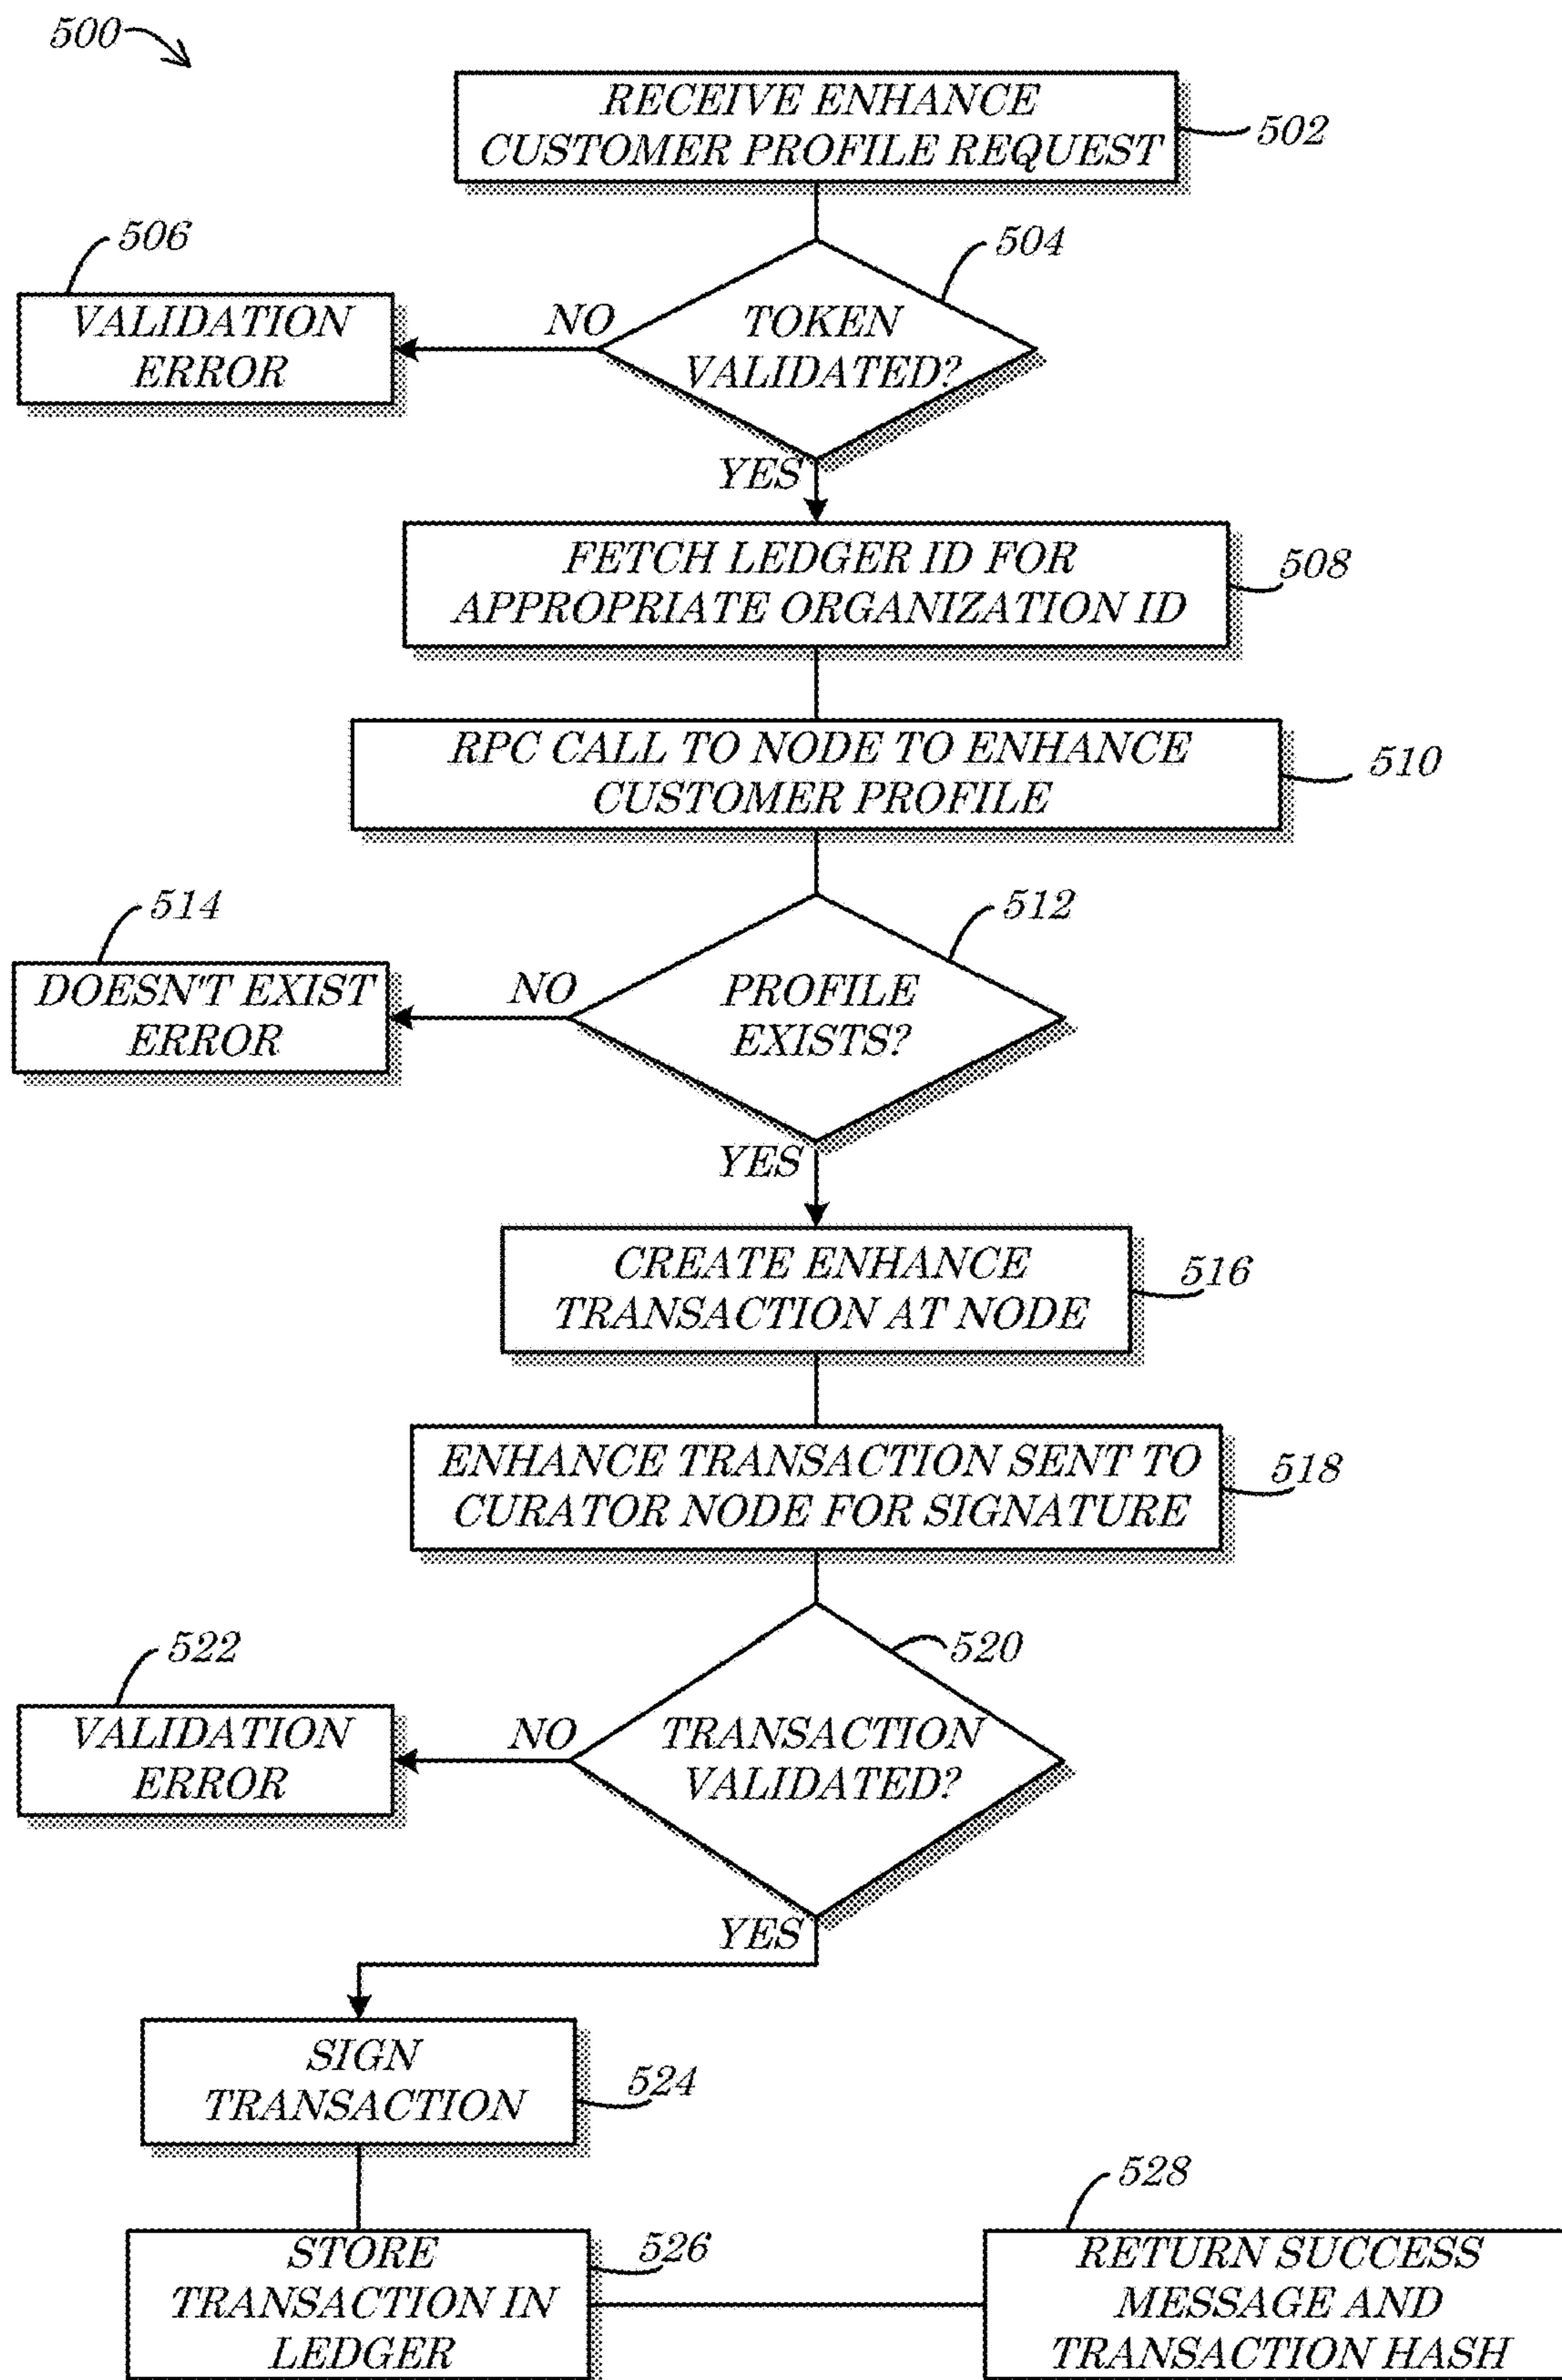 500
RECEIVE ENHANCE
CUSTOMER PROFILE REQUEST
502
506
504
VALIDATION
ERROR
NO
TOKEN
VALIDATED?
YES
FETCH LEDGER ID FOR
APPROPRIATE ORGANIZATION ID
508
RPC CALL TO NODE TO ENHANCE
CUSTOMER PROFILE
510
514
512
DOESN'T EXIST
ERROR
NO
PROFILE
EXISTS?
YES
CREATE ENHANCE
TRANSACTION AT NODE
516
ENHANCE TRANSACTION SENT TO
CURATOR NODE FOR SIGNATURE
518
522
520
VALIDATION
ERROR
NO
TRANSACTION
VALIDATED?
YES
SIGN
TRANSACTION
524
STORE
TRANSACTION IN
LEDGER
526
528
RETURN SUCCESS
MESSAGE AND
TRANSACTION HASH